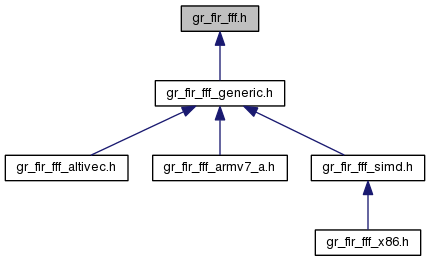 gr_fir_fff.h
gr_fir_fff_generic.h
gr_fir_fff_altivec.h
gr_fir_fff_armv7_a.h
gr_fir_fff_simd.h
gr_fir_fff_x86.h